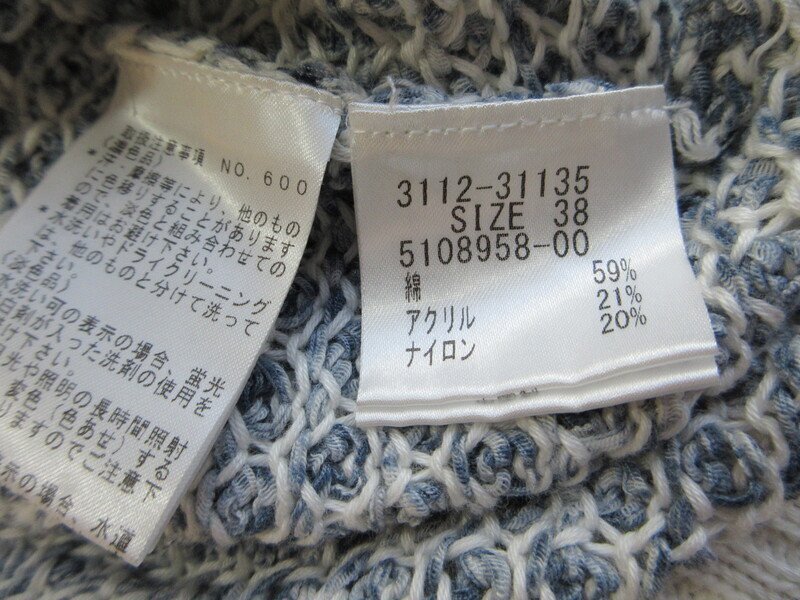 NO. 600
取扱注意事項
(濃色品)
*摩擦等により、他のもの
に色移りすることがあります
ので、淡色と組み合わせての
着用はお避け下さい。
*水洗いやドライクリーニング
は、他のものと分けて洗って
下さい。
(淡色品)
水洗い可の表示の場合、蛍光
白剤が入った洗剤の使用を
け下さい。
光や照明の長時間照射
変色(色あせ)する
りますのでご注意下
示の場合、水道
3112-31135
SIZE 38
5108958-00
綿 59%
アクリル 21%
ナイロン 20%